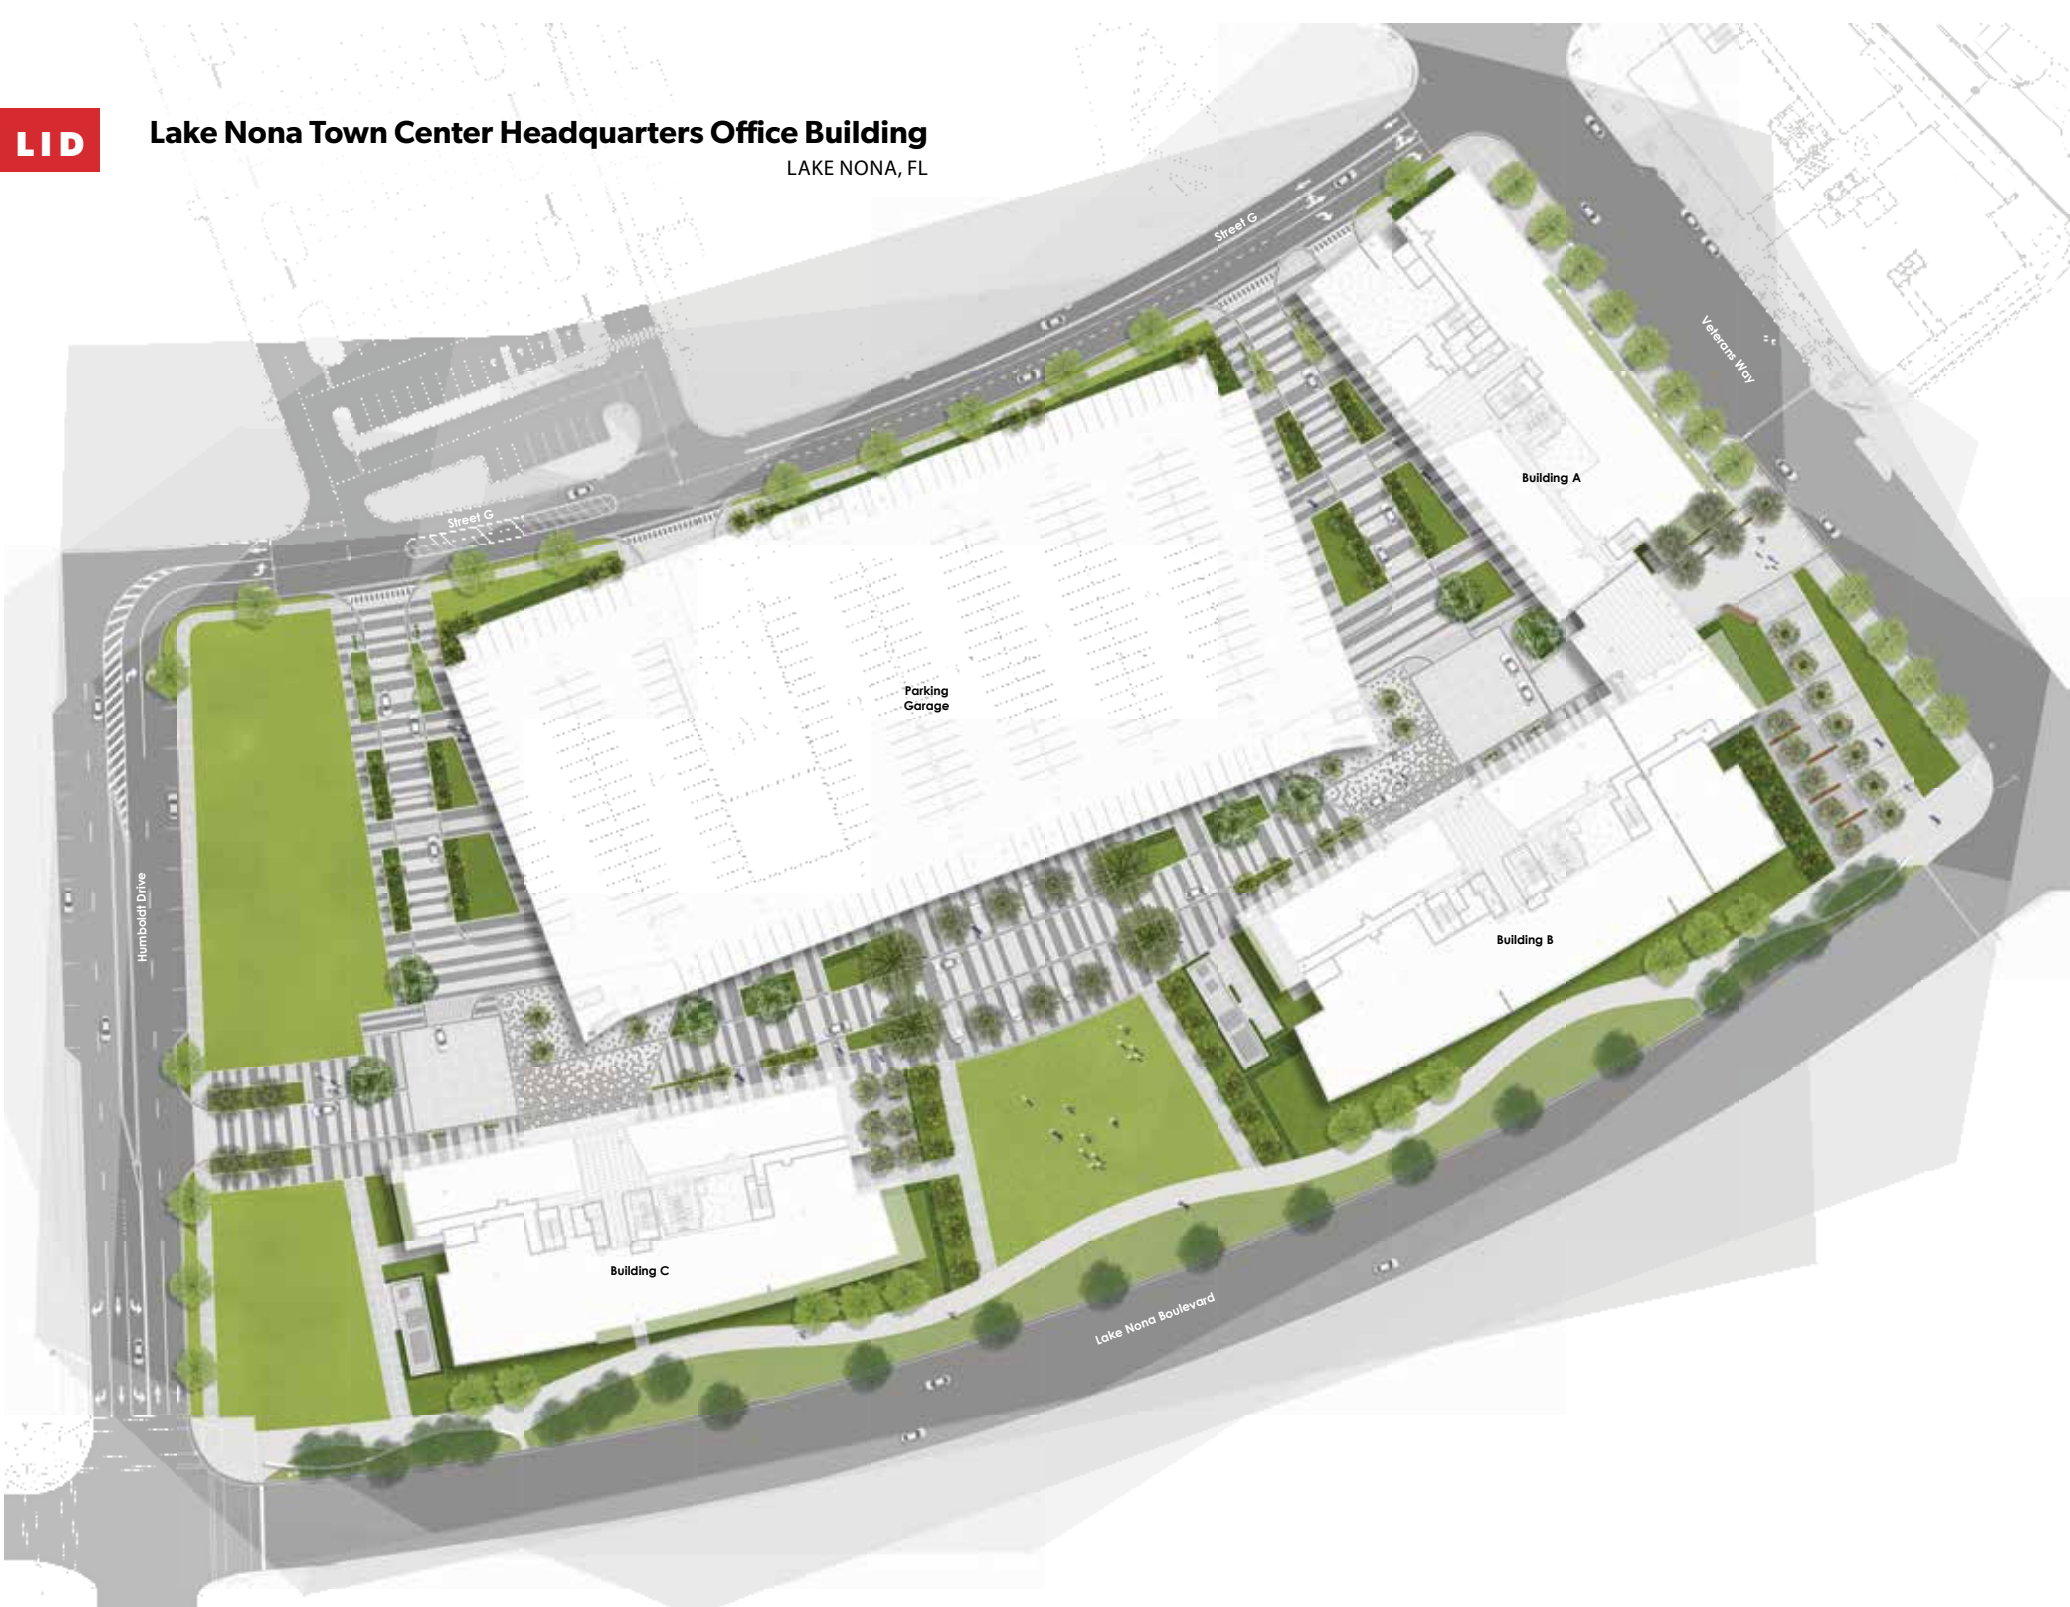 LID
Lake Nona Town Center Headquarters Office Building
LAKE NONA, FL
Street G
Veterans Way
Building A
Street G
Parking
Garage
Humboldt Drive
Building B
Building C
Lake Nona Boulevard